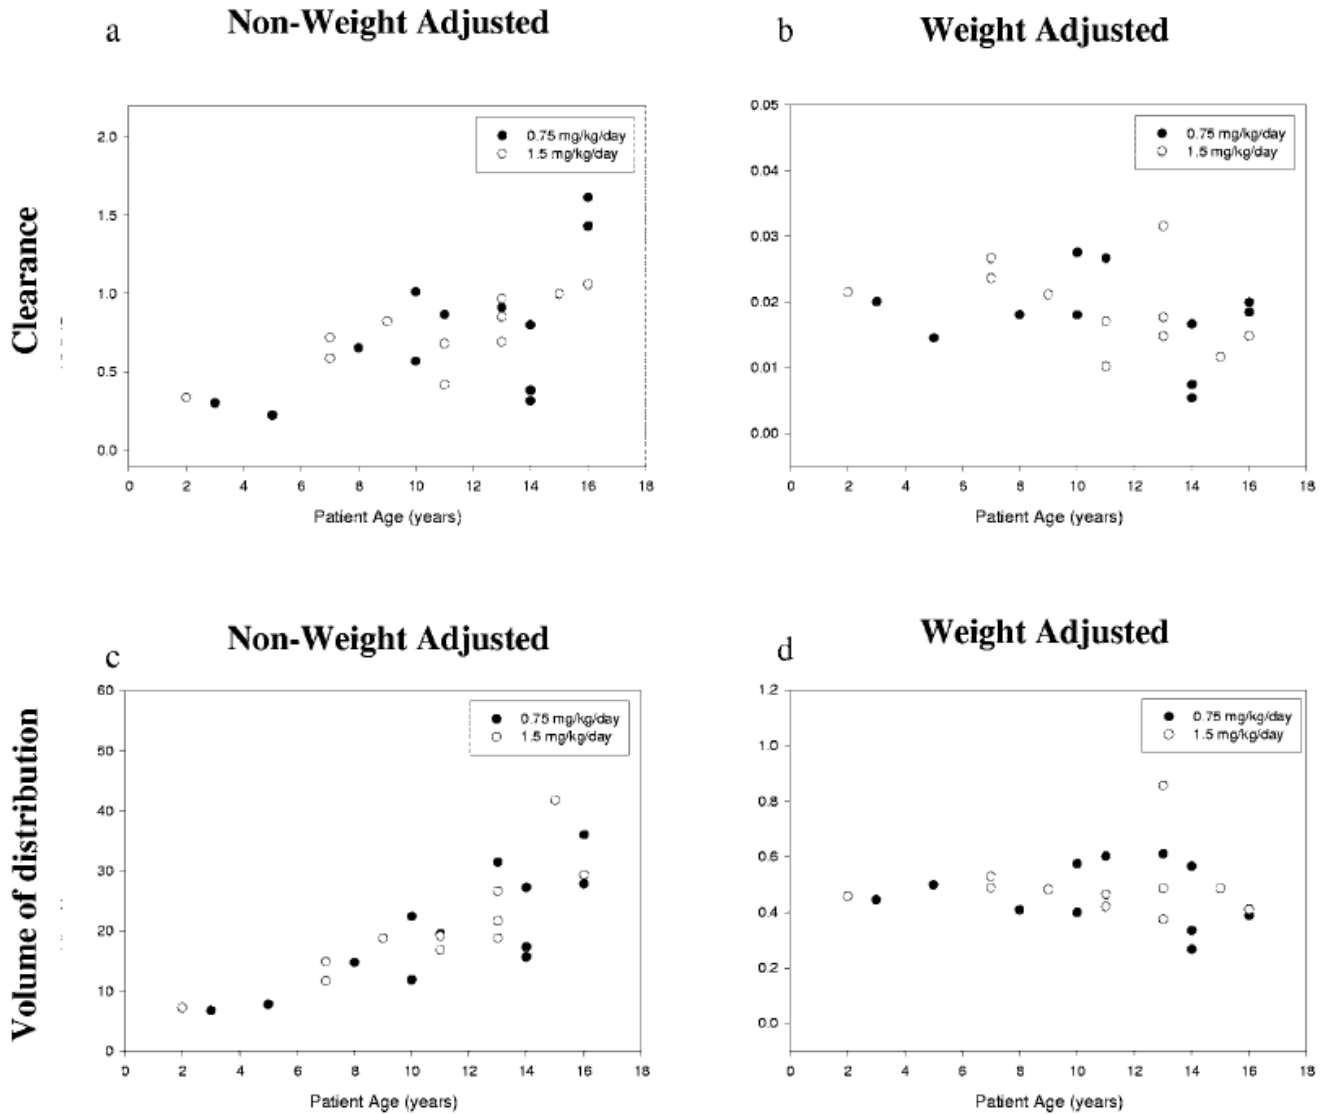 a
Non-Weight Adjusted
b
Weight Adjusted
Clearance
2.0
1.5
1.0
0.5
0.0
0.75 mg/kg/day
1.5 mg/kg/day
0 2 4 6 8 10 12 14 16 18
Patient Age (years)
0.05
0.04
0.03
0.02
0.01
0.00
0.75 mg/kg/day
1.5 mg/kg/day
0 2 4 6 8 10 12 14 16 18
Patient Age (years)
c
Non-Weight Adjusted
d
Weight Adjusted
Volume of distribution
60
50
40
30
20
10
0
0.75 mg/kg/day
1.5 mg/kg/day
0 2 4 6 8 10 12 14 16 18
Patient Age (years)
1.2
1.0
0.8
0.6
0.4
0.2
0.0
0.75 mg/kg/day
1.5 mg/kg/day
0 2 4 6 8 10 12 14 16 18
Patient Age (years)